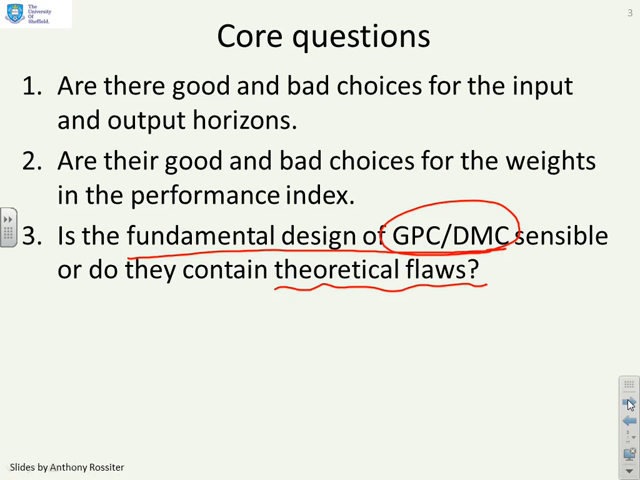 The
University
Of
Sheffield.
3
Core questions
1. Are there good and bad choices for the input
and output horizons.
2. Are their good and bad choices for the weights
in the performance index.
3. Is the fundamental design of GPC/DMC sensible
or do they contain theoretical flaws?
Slides by Anthony Rossiter